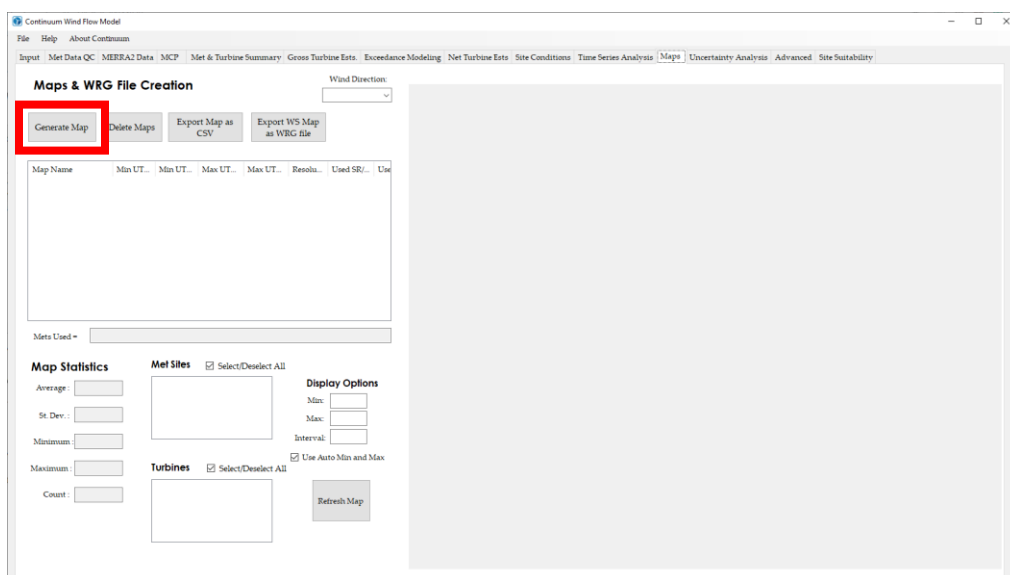 Continuum Wind Flow Model
File Help About Continuum
Input Met Data QC MERRA2 Data MCP Met & Turbine Summary Gross Turbine Ests. Exceedance Modeling Net Turbine Ests Site Conditions Time Series Analysis Maps Uncertainty Analysis Advanced Site Suitability
Maps & WRG File Creation
Wind Direction:
Generate Map
Delete Maps
Export Map as
CSV
Export WS Map
as WRG file
Map Name Min UT... Min UT... Max UT... Max UT... Resolu... Used SR/... Use
Mets Used =
Map Statistics
Average :
St. Dev. :
Minimum :
Maximum :
Count :
Met Sites Select/Deselect All
Turbines Select/Deselect All
Display Options
Min:
Max:
Interval:
Use Auto Min and Max
Refresh Map